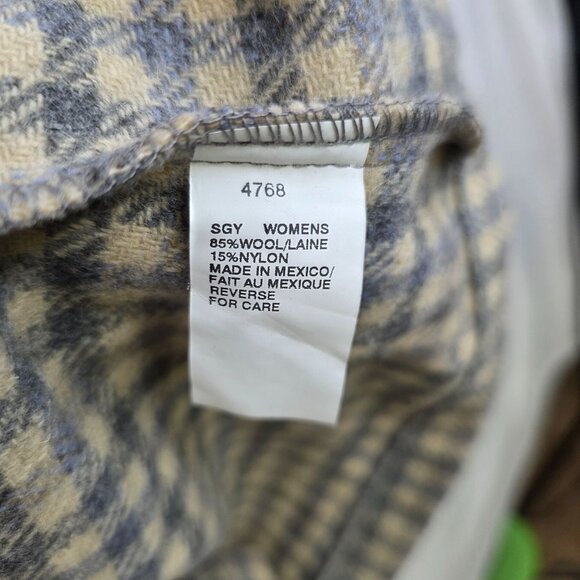 4768
SGY WOMENS
85%WOOL/LAINE
15%NYLON
MADE IN MEXICO/
FAIT AU MEXIQUE
REVERSE
FOR CARE